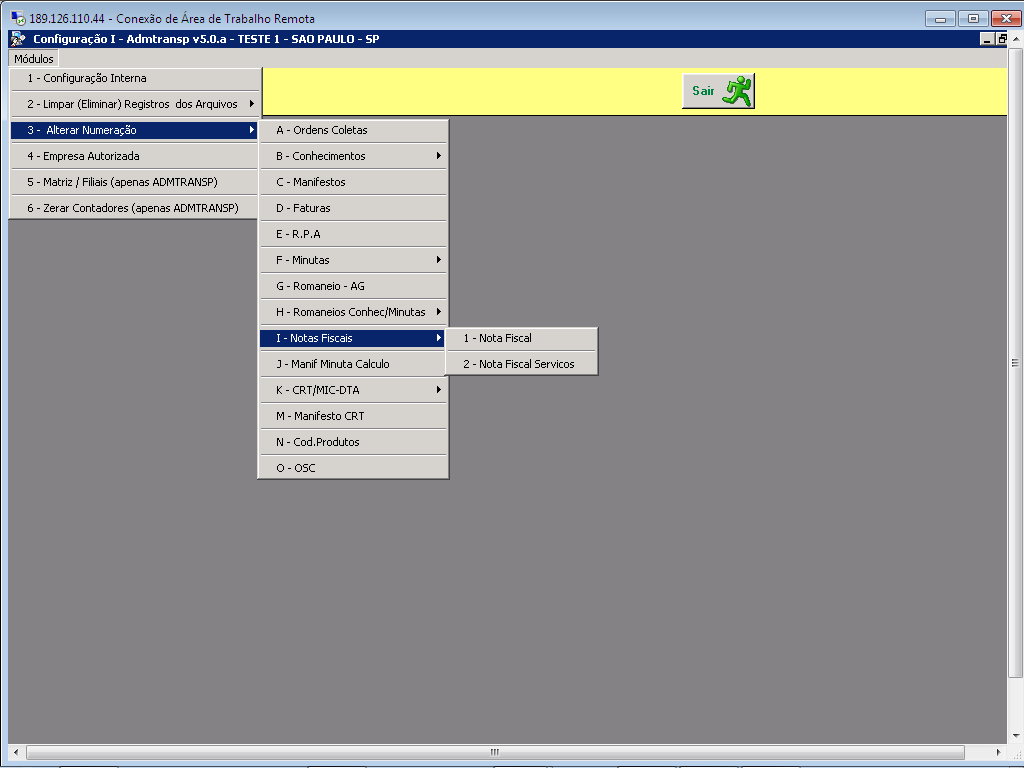 189.126.110.44 - Conexão de Área de Trabalho Remota
Configuração I - Admtransp v5.0.a - TESTE 1 - SAO PAULO - SP
Módulos
Sair
1 - Configuração Interna
2 - Limpar (Eliminar) Registros dos Arquivos
3 - Alterar Numeração
4 - Empresa Autorizada
5 - Matriz / Filiais (apenas ADMTRANSP)
6 - Zerar Contadores (apenas ADMTRANSP)
A - Ordens Coletas
B - Conhecimentos
C - Manifestos
D - Faturas
E - R.P.A
F - Minutas
G - Romaneio - AG
H - Romaneios Conhec/Minutas
I - Notas Fiscais
J - Manif Minuta Calculo
K - CRT/MIC-DTA
M - Manifesto CRT
N - Cod.Produtos
O - OSC
1 - Nota Fiscal
2 - Nota Fiscal Servicos